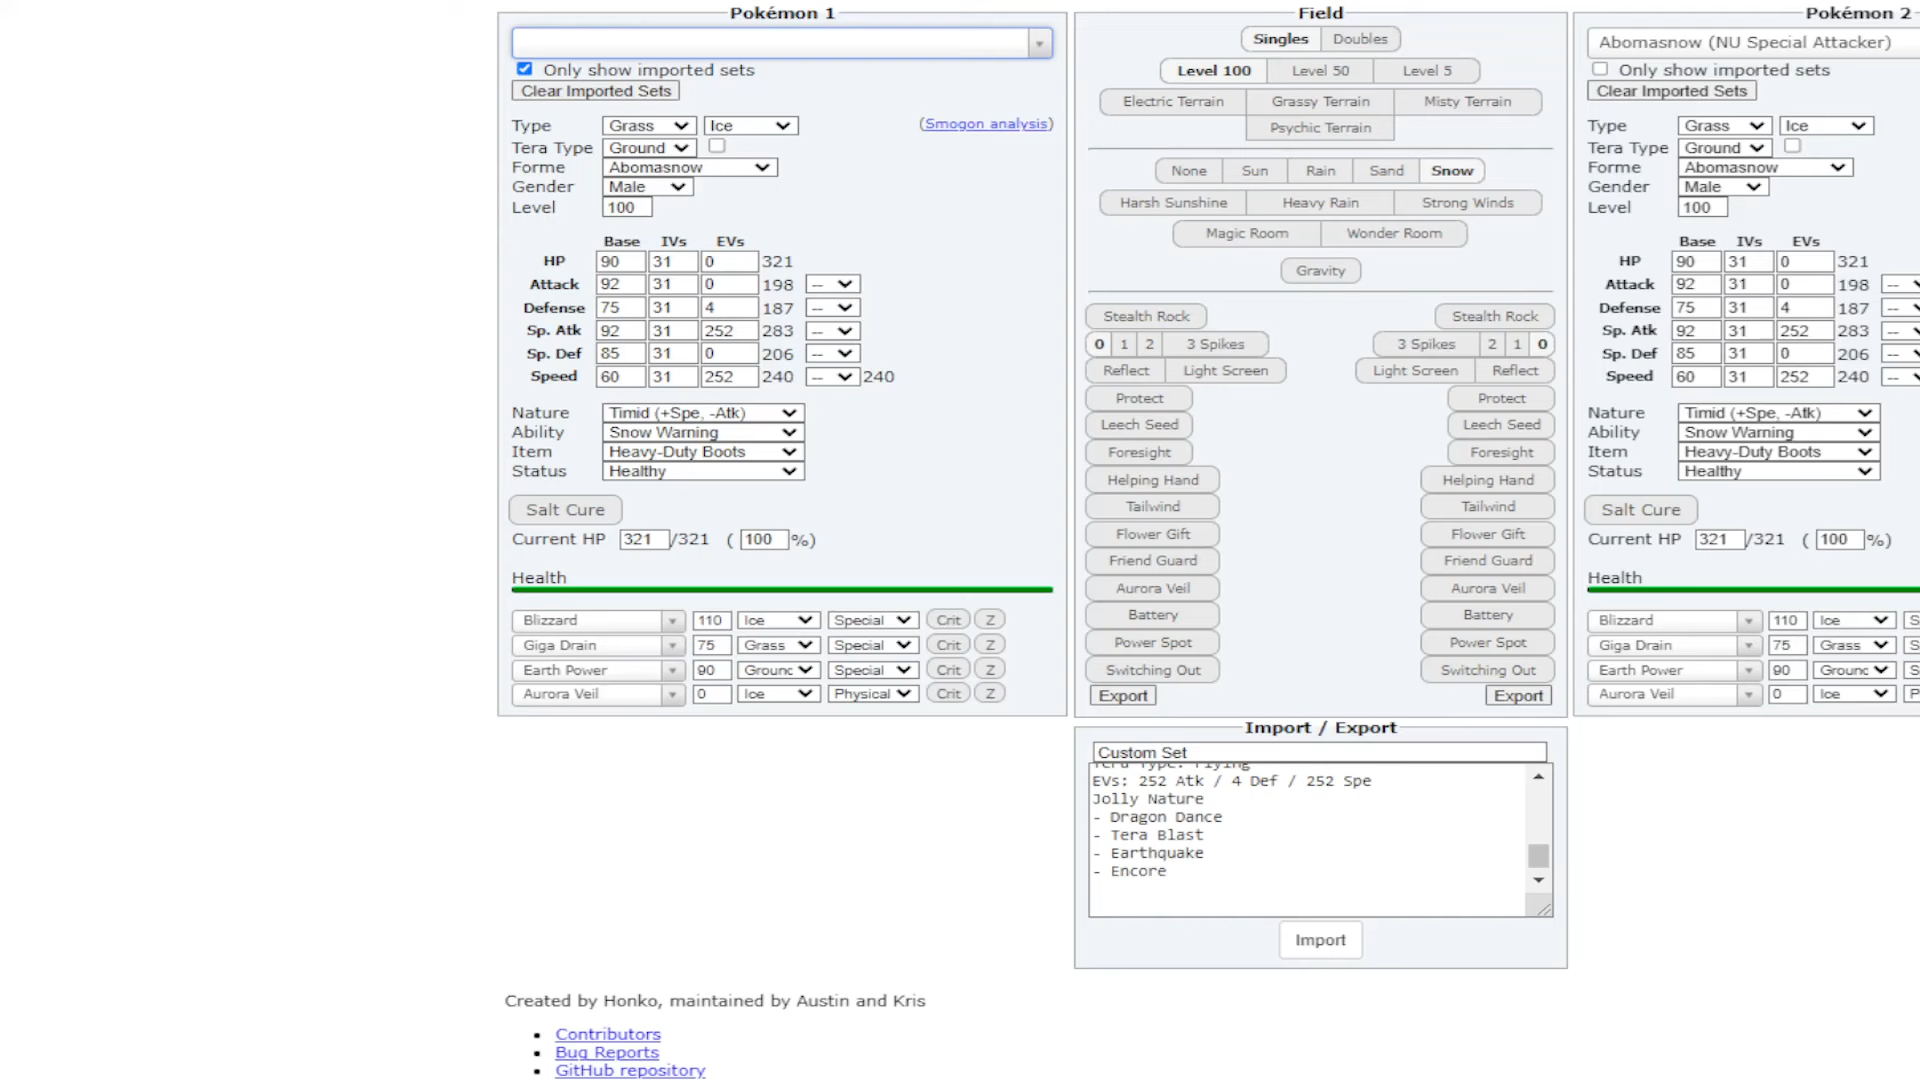 Pokémon 1
Only show imported sets
Clear Imported Sets
Type Grass Ice (Smogon analysis)
Tera Type Ground
Forme Abomasnow
Gender Male
Level 100
Base IVs EVs
HP 90 31 0 321
Attack 92 31 0 198 --
Defense 75 31 4 187 --
Sp. Atk 92 31 252 283 --
Sp. Def 85 31 0 206 --
Speed 60 31 252 240 -- 240
Nature Timid (+Spe, -Atk)
Ability Snow Warning
Item Heavy-Duty Boots
Status Healthy
Salt Cure
Current HP 321/321 ( 100 %)
Health
Blizzard 110 Ice Special Crit Z
Giga Drain 75 Grass Special Crit Z
Earth Power 90 Grounc Special Crit Z
Aurora Veil 0 Ice Physical Crit Z
Field
Singles Doubles
Level 100 Level 50 Level 5
Electric Terrain Grassy Terrain Misty Terrain
Psychic Terrain
None Sun Rain Sand Snow
Harsh Sunshine Heavy Rain Strong Winds
Magic Room Wonder Room
Gravity
Stealth Rock Stealth Rock
0 1 2 3 Spikes 3 Spikes 2 1 0
Reflect Light Screen Light Screen Reflect
Protect Protect
Leech Seed Leech Seed
Foresight Foresight
Helping Hand Helping Hand
Tailwind Tailwind
Flower Gift Flower Gift
Friend Guard Friend Guard
Aurora Veil Aurora Veil
Battery Battery
Power Spot Power Spot
Switching Out Switching Out
Export Export
Import / Export
Custom Set
Tera Type: Flying
EVs: 252 Atk / 4 Def / 252 Spe
Jolly Nature
- Dragon Dance
- Tera Blast
- Earthquake
- Encore
Import
Pokémon 2
Abomasnow (NU Special Attacker)
Only show imported sets
Clear Imported Sets
Type Grass Ice
Tera Type Ground
Forme Abomasnow
Gender Male
Level 100
Base IVs EVs
HP 90 31 0 321
Attack 92 31 0 198 --
Defense 75 31 4 187 --
Sp. Atk 92 31 252 283 --
Sp. Def 85 31 0 206 --
Speed 60 31 252 240 --
Nature Timid (+Spe, -Atk)
Ability Snow Warning
Item Heavy-Duty Boots
Status Healthy
Salt Cure
Current HP 321/321 ( 100 %)
Health
Blizzard 110 Ice S
Giga Drain 75 Grass S
Earth Power 90 Grounc S
Aurora Veil 0 Ice P
Created by Honko, maintained by Austin and Kris
Contributors
Bug Reports
GitHub repository